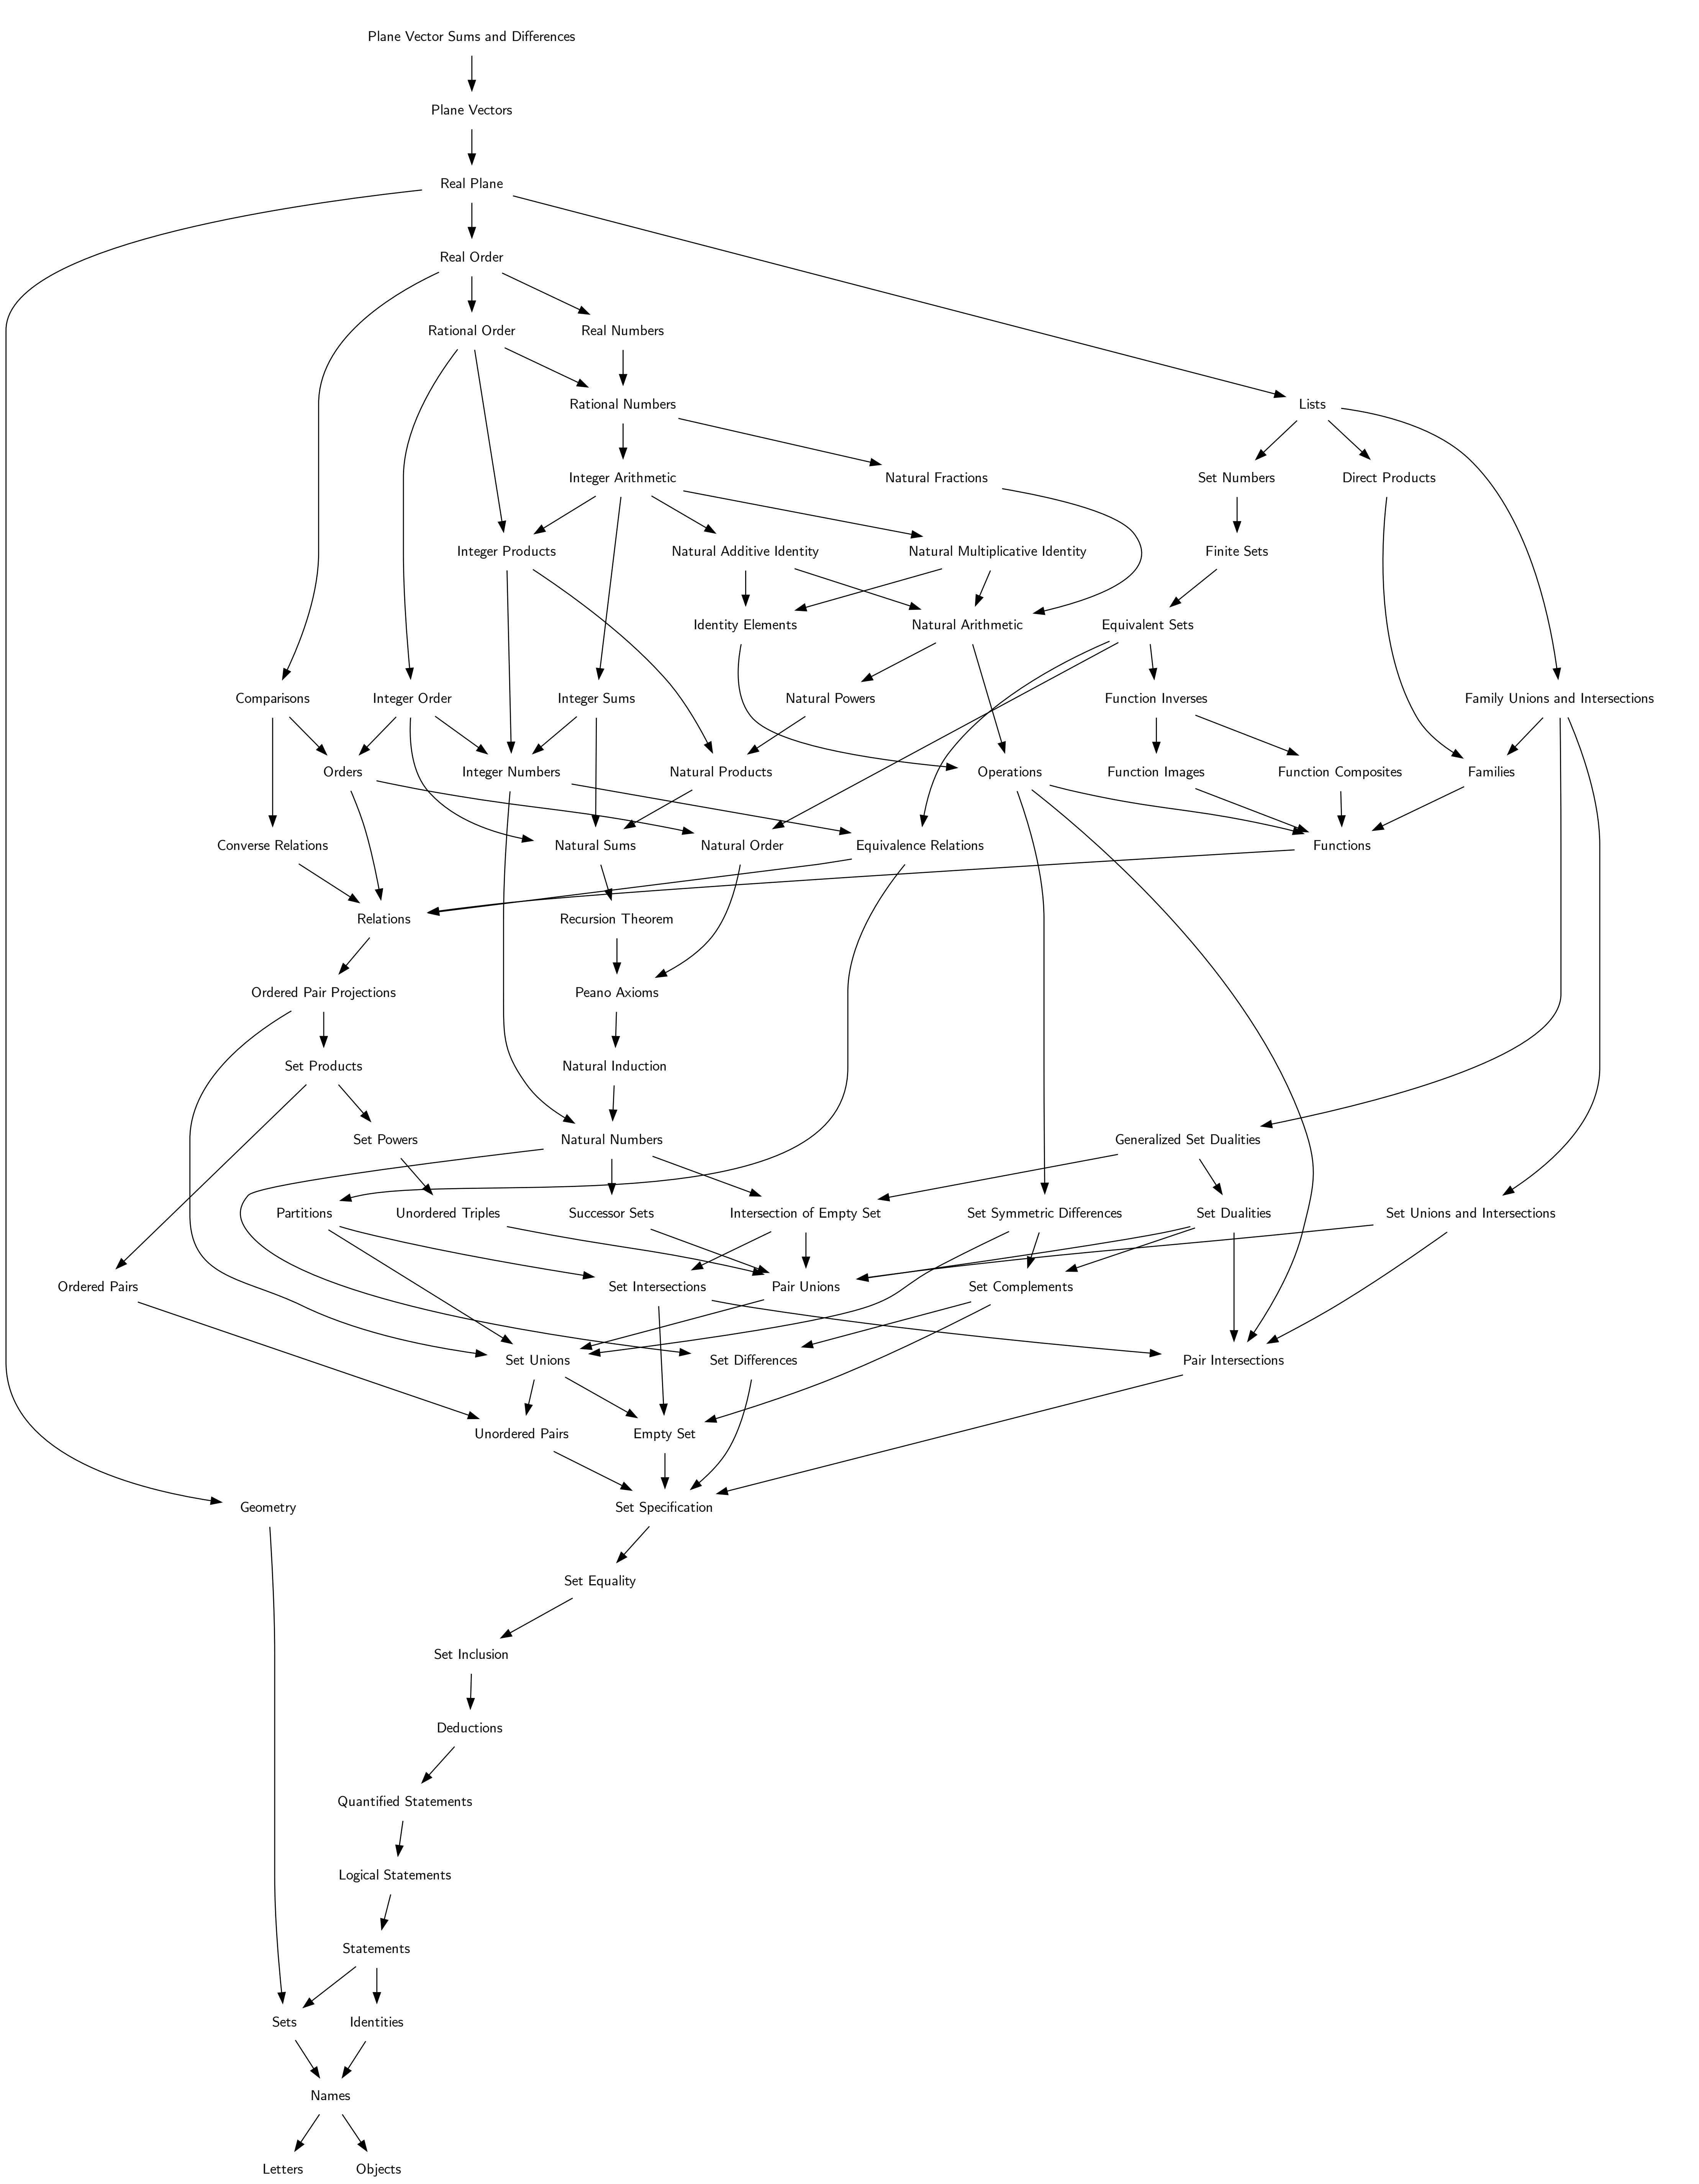 Plane Vector Sums and Differences
Plane Vectors
Real Plane
Real Order
Rational Order
Real Numbers
Rational Numbers
Lists
Integer Arithmetic
Natural Fractions
Set Numbers
Direct Products
Integer Products
Natural Additive Identity
Natural Multiplicative Identity
Finite Sets
Identity Elements
Natural Arithmetic
Equivalent Sets
Comparisons
Integer Order
Integer Sums
Natural Powers
Function Inverses
Family Unions and Intersections
Orders
Integer Numbers
Natural Products
Operations
Function Images
Function Composites
Families
Converse Relations
Natural Sums
Natural Order
Equivalence Relations
Functions
Relations
Recursion Theorem
Ordered Pair Projections
Peano Axioms
Set Products
Natural Induction
Set Powers
Natural Numbers
Generalized Set Dualities
Partitions
Unordered Triples
Successor Sets
Intersection of Empty Set
Set Symmetric Differences
Set Dualities
Set Unions and Intersections
Ordered Pairs
Set Intersections
Pair Unions
Set Complements
Set Unions
Set Differences
Pair Intersections
Unordered Pairs
Empty Set
Geometry
Set Specification
Set Equality
Set Inclusion
Deductions
Quantified Statements
Logical Statements
Statements
Sets
Identities
Names
Letters
Objects